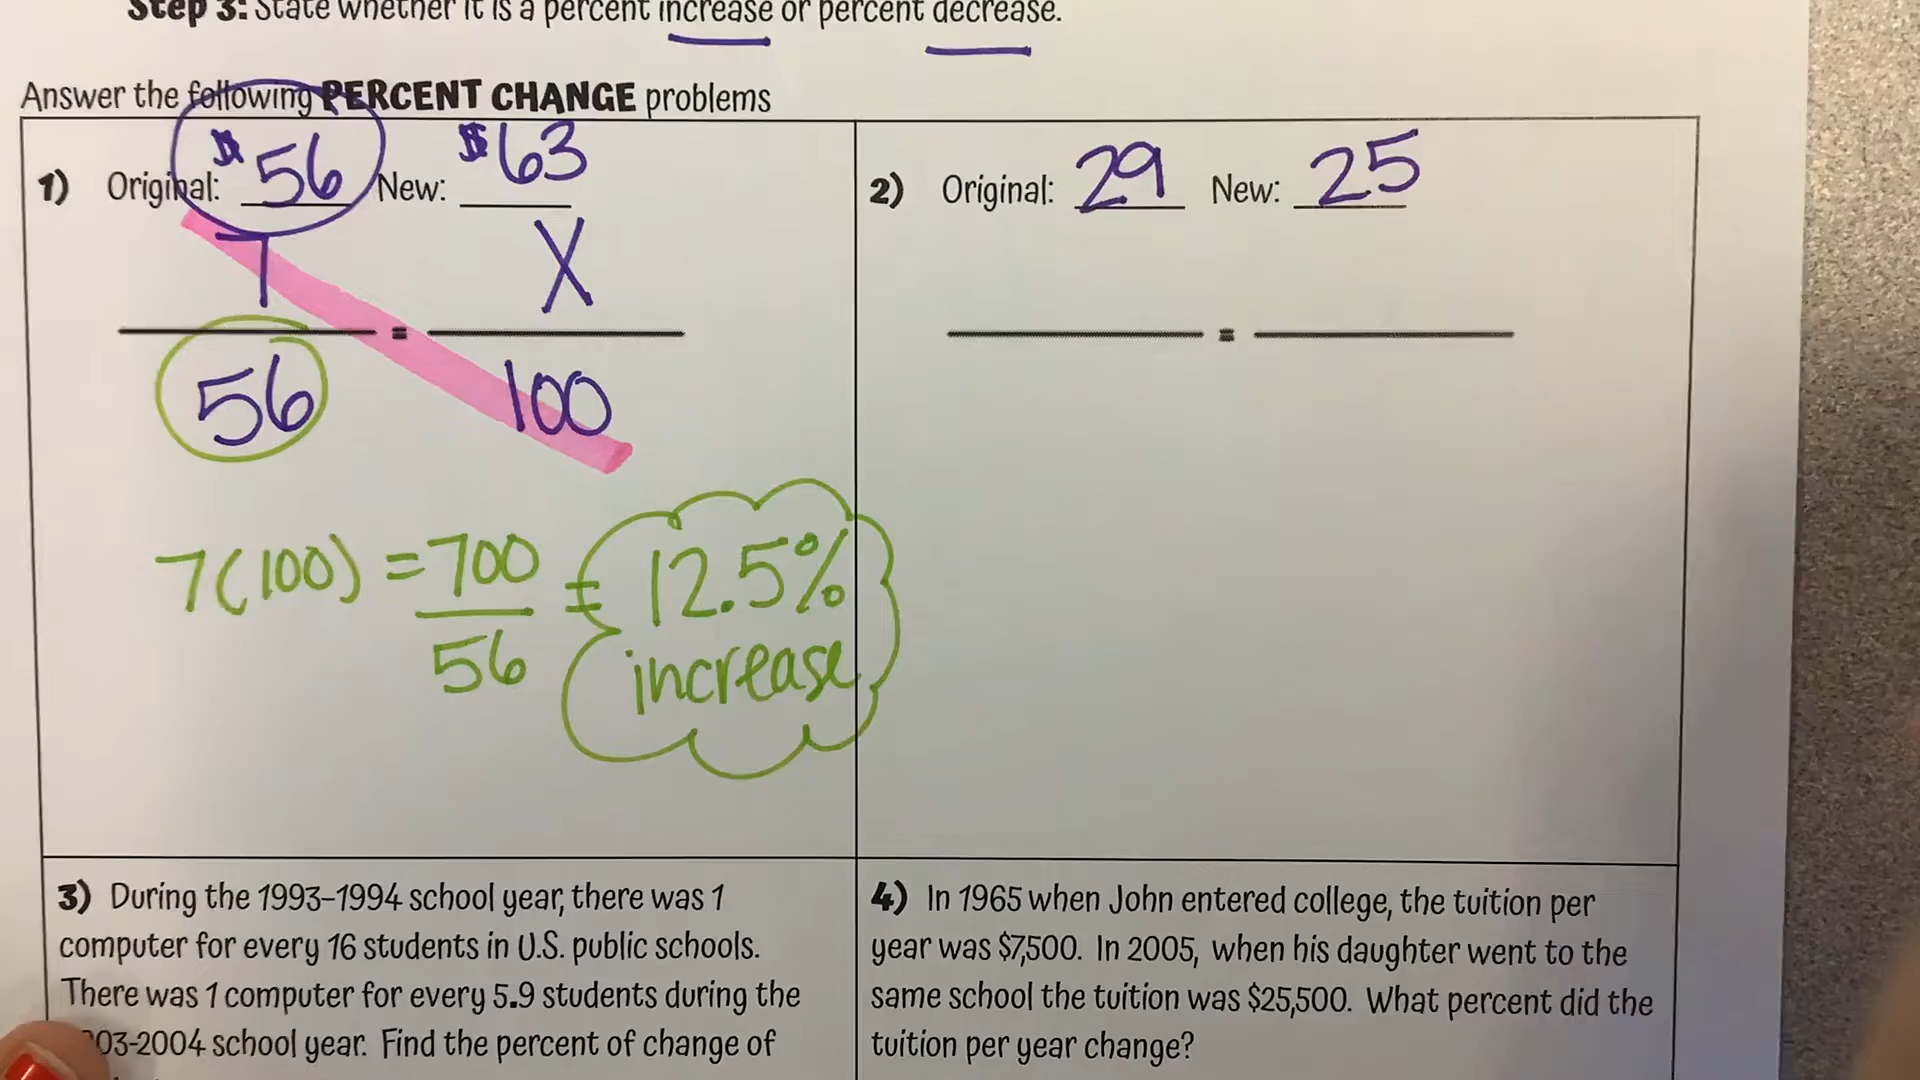 Step 3: State whether it is a percent increase or percent decrease.
Answer the following PERCENT CHANGE problems
1) Original: $56 New: $63
7 = X
56 100
7(100) = 700 = 12.5%
56 increase
2) Original: 29 New: 25
=
3) During the 1993-1994 school year, there was 1
computer for every 16 students in U.S. public schools.
There was 1 computer for every 5.9 students during the
03-2004 school year. Find the percent of change of
4) In 1965 when John entered college, the tuition per
year was $7,500. In 2005, when his daughter went to the
same school the tuition was $25,500. What percent did the
tuition per year change?